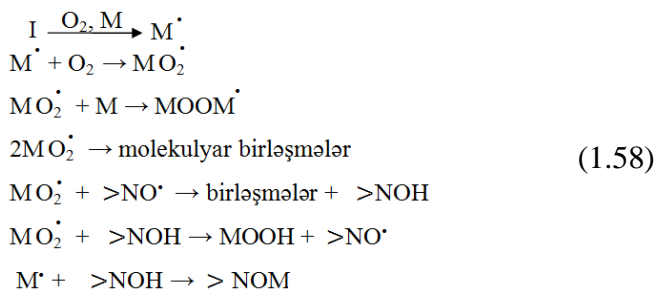 I —O₂, M→ M•
M• + O₂ → MO₂•
MO₂• + M → MOOM•
2MO₂• → molekulyar birləşmələr
(1.58)
MO₂• + >NO• → birləşmələr + >NOH
MO₂• + >NOH → MOOH + >NO•
M• + >NOH → > NOM